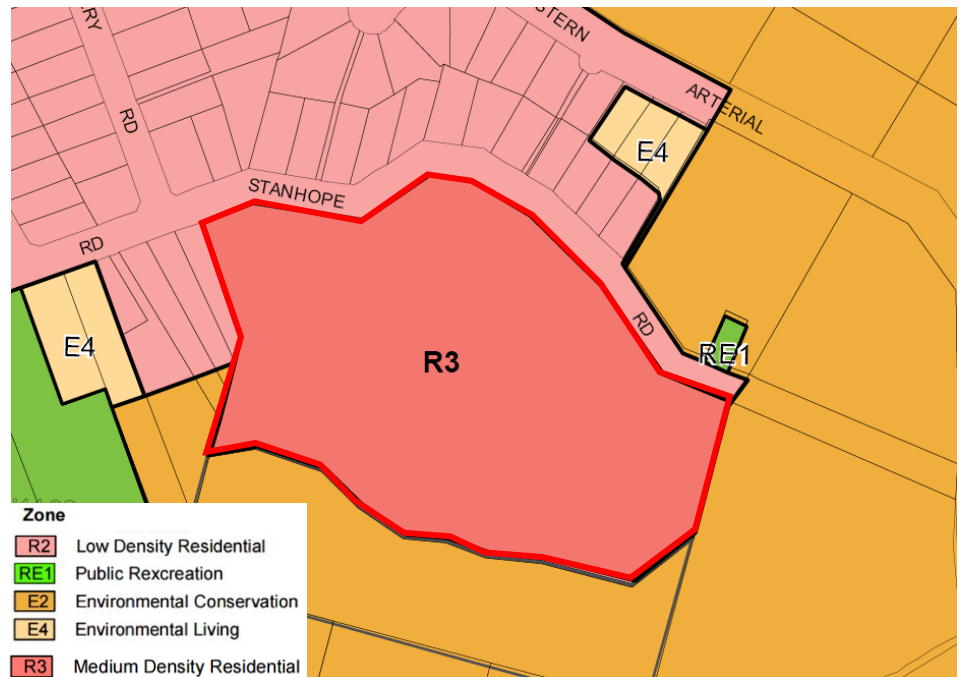 STERN
ARTERIAL
RY
RD
E4
STANHOPE
RD
E4
RD
RE1
R3
Zone
R2 Low Density Residential
RE1 Public Rexcreation
E2 Environmental Conservation
E4 Environmental Living
R3 Medium Density Residential